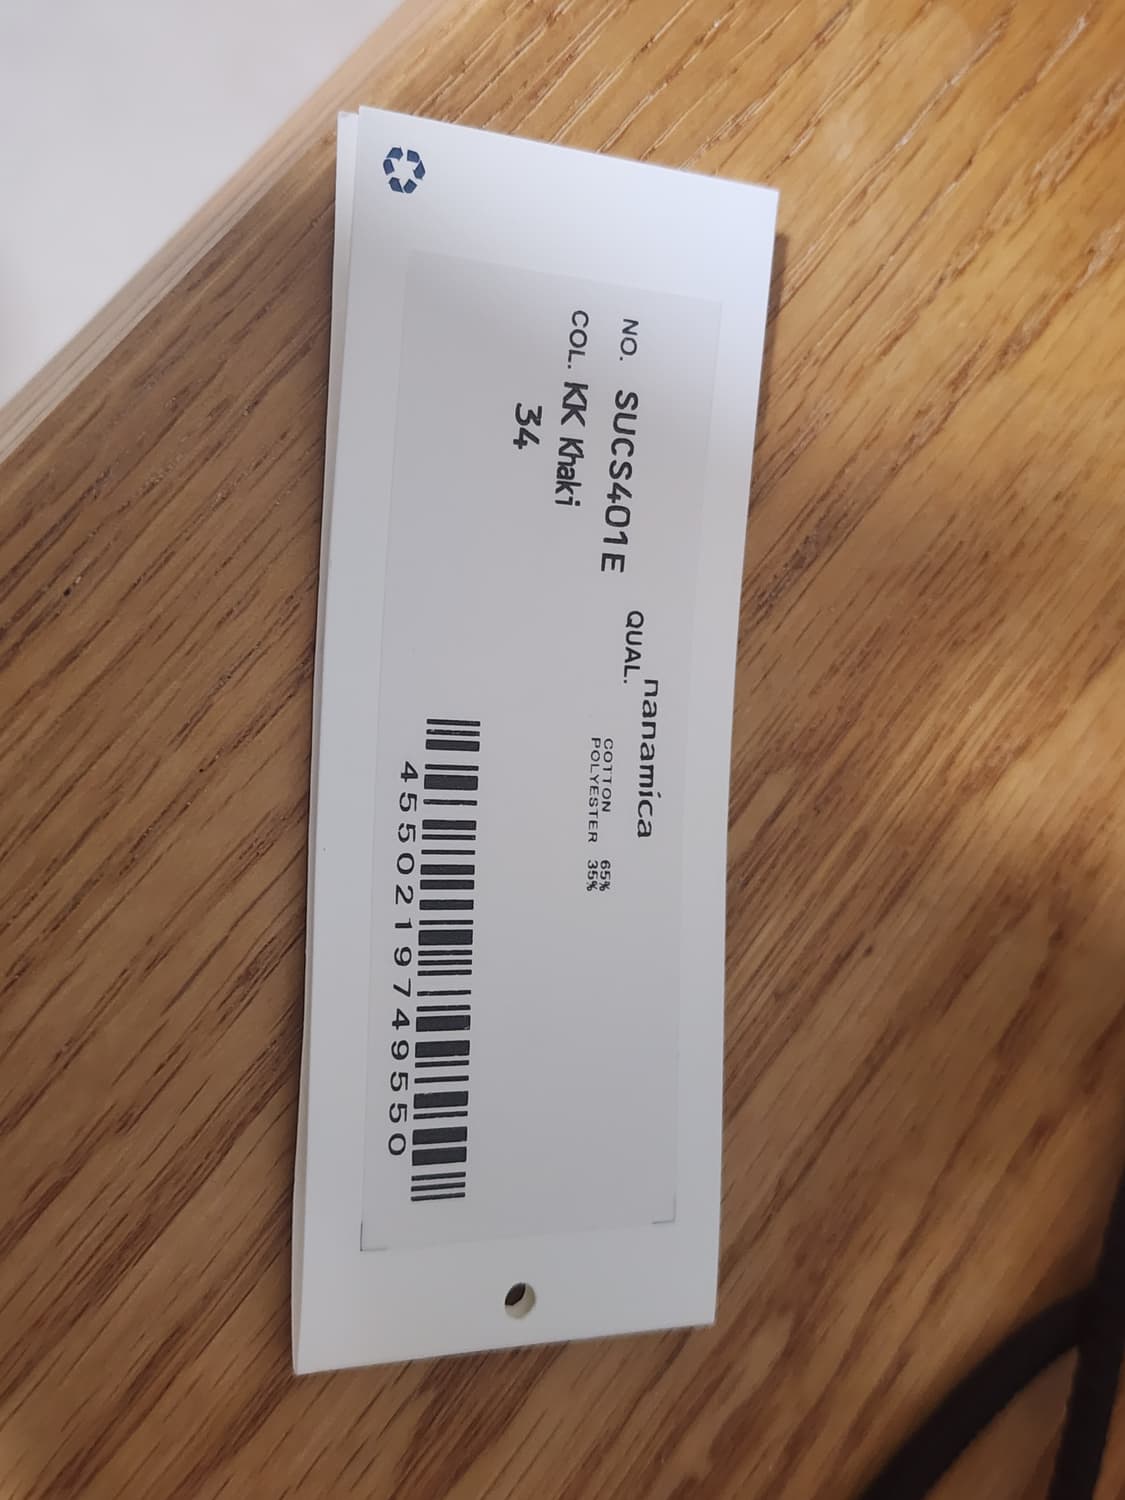 nanamica
NO. SUCS401E QUAL.
COTTON 65%
POLYESTER 35%
COL. KK Khaki
34
4550219749550